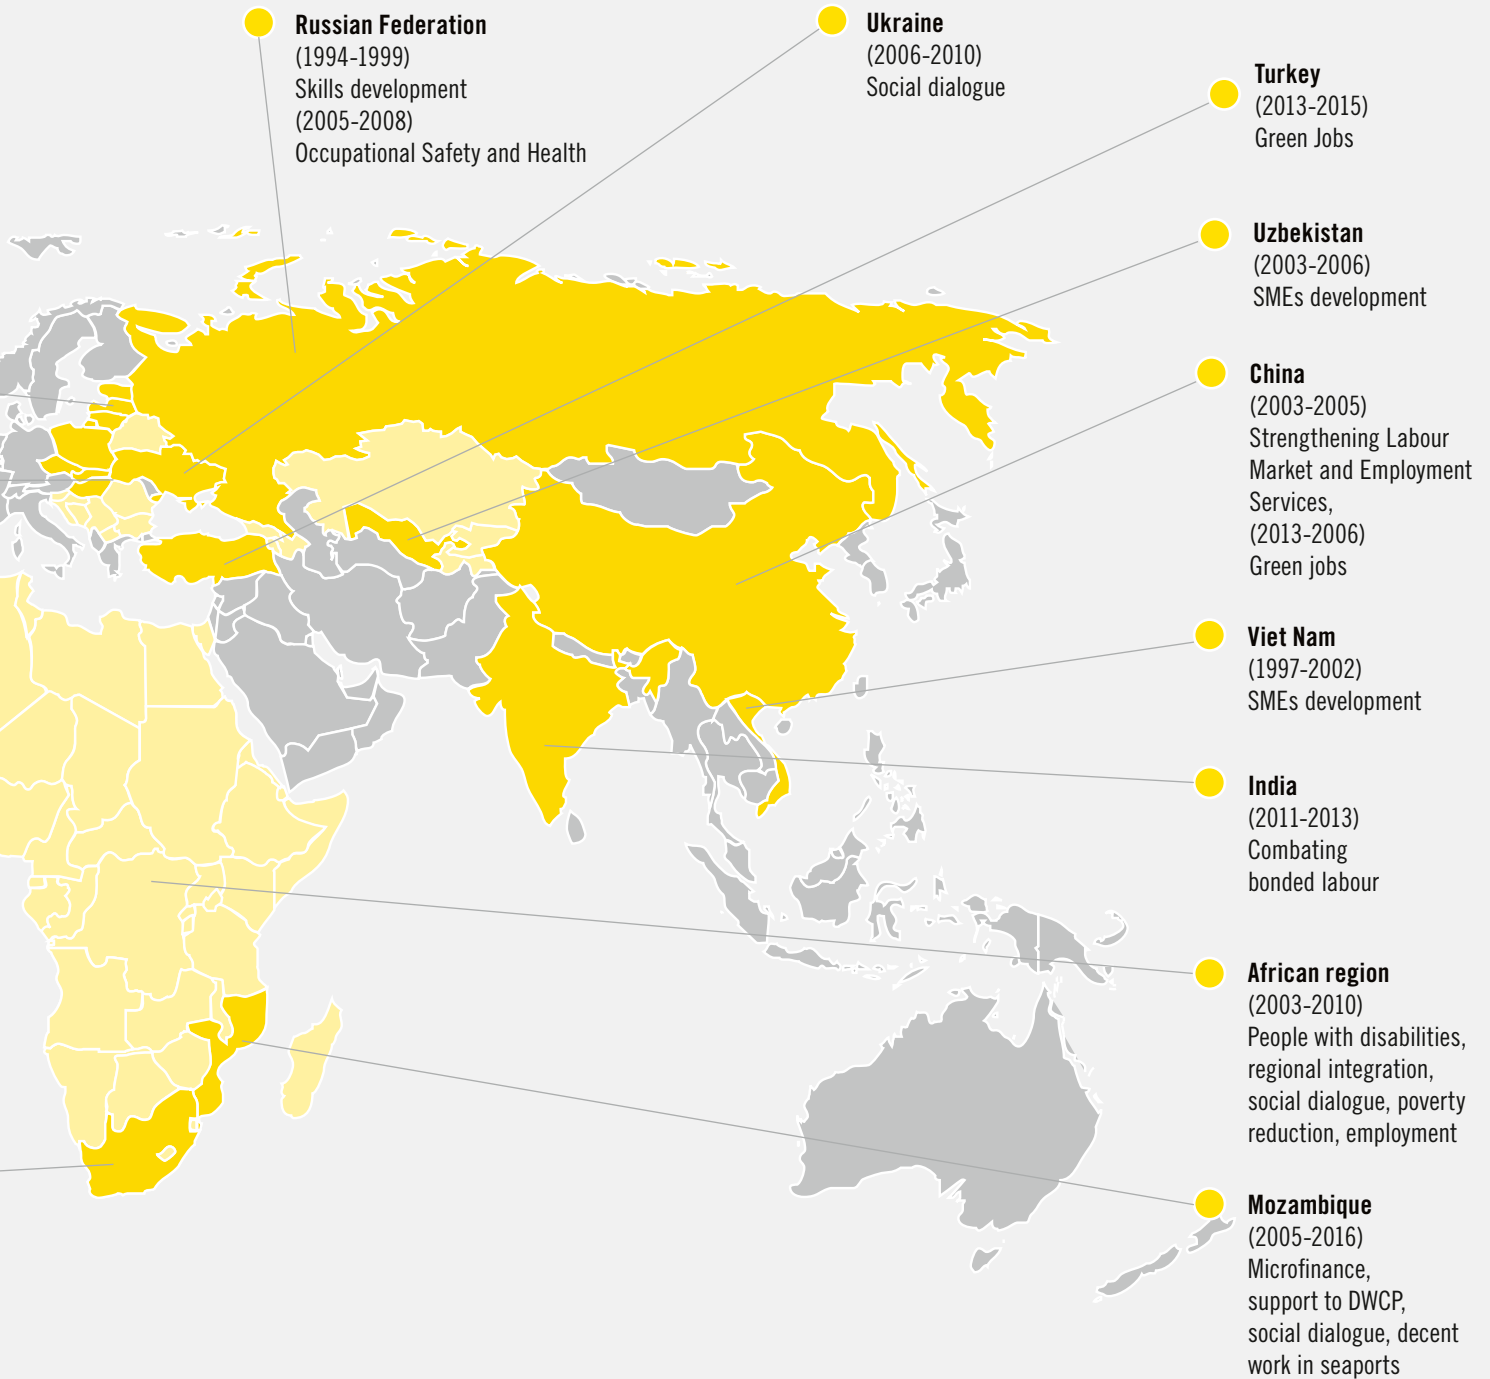 Russian Federation
(1994-1999)
Skills development
(2005-2008)
Occupational Safety and Health
Ukraine
(2006-2010)
Social dialogue
Turkey
(2013-2015)
Green Jobs
Uzbekistan
(2003-2006)
SMEs development
China
(2003-2005)
Strengthening Labour
Market and Employment
Services,
(2013-2006)
Green jobs
Viet Nam
(1997-2002)
SMEs development
India
(2011-2013)
Combating
bonded labour
African region
(2003-2010)
People with disabilities,
regional integration,
social dialogue, poverty
reduction, employment
Mozambique
(2005-2016)
Microfinance,
support to DWCP,
social dialogue, decent
work in seaports